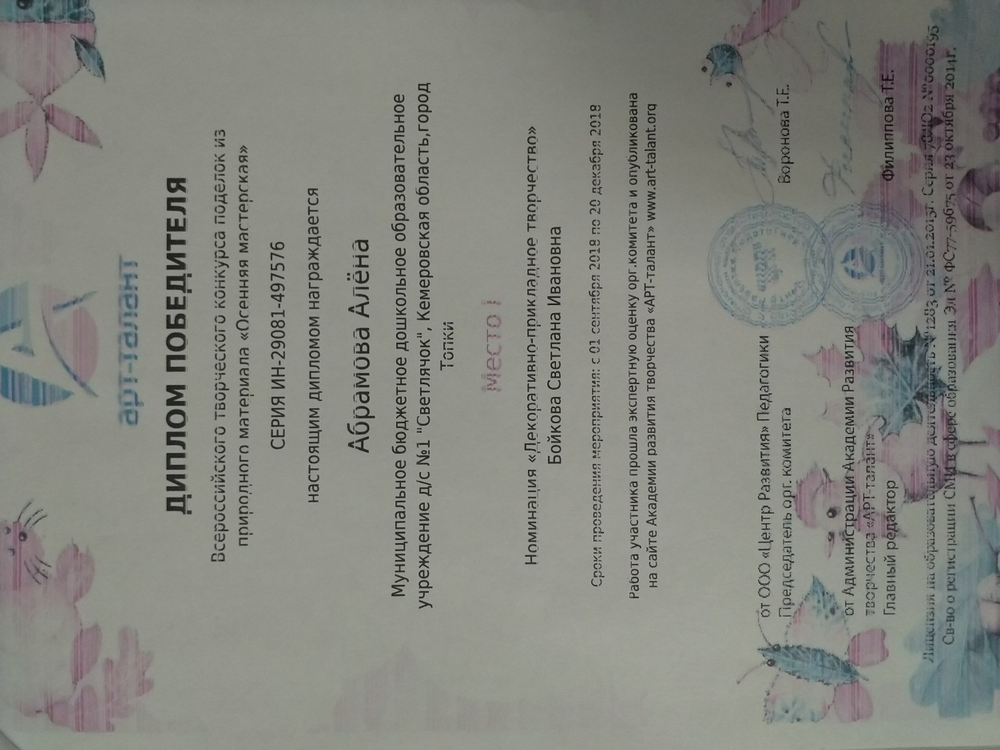 арт-талант
ДИПЛОМ ПОБЕДИТЕЛЯ
Всероссийского творческого конкурса поделок из
природного материала «Осенняя мастерская»
СЕРИЯ ИН-29081-497576
настоящим дипломом награждается
Абрамова Алёна
Муниципальное бюджетное дошкольное образовательное
учреждение д/с №1 "Светлячок", Кемеровская область,город
Топки
Место I
Номинация «Декоративно-прикладное творчество»
Бойкова Светлана Ивановна
Сроки проведения мероприятия: с 01 сентября 2018 по 20 декабря 2018
Работа участника прошла экспертную оценку орг.комитета и опубликована
на сайте Академии развития творчества «АРТ-талант» www.art-talant.org
от ООО «Центр Развития» Педагогики
Председатель орг. комитета
Воронова Т.Е.
от Администрации Академии Развития
творчества «АРТ-талант»
Главный редактор
Филиппова Т.Е.
Лицензия на образовательную деятельность №1283 от 21.01.2015г. Серия 78Л02 №0000195
Св-во о регистрации СМИ в сфере образования Эл № ФС77-59675 от 23 октября 2014г.